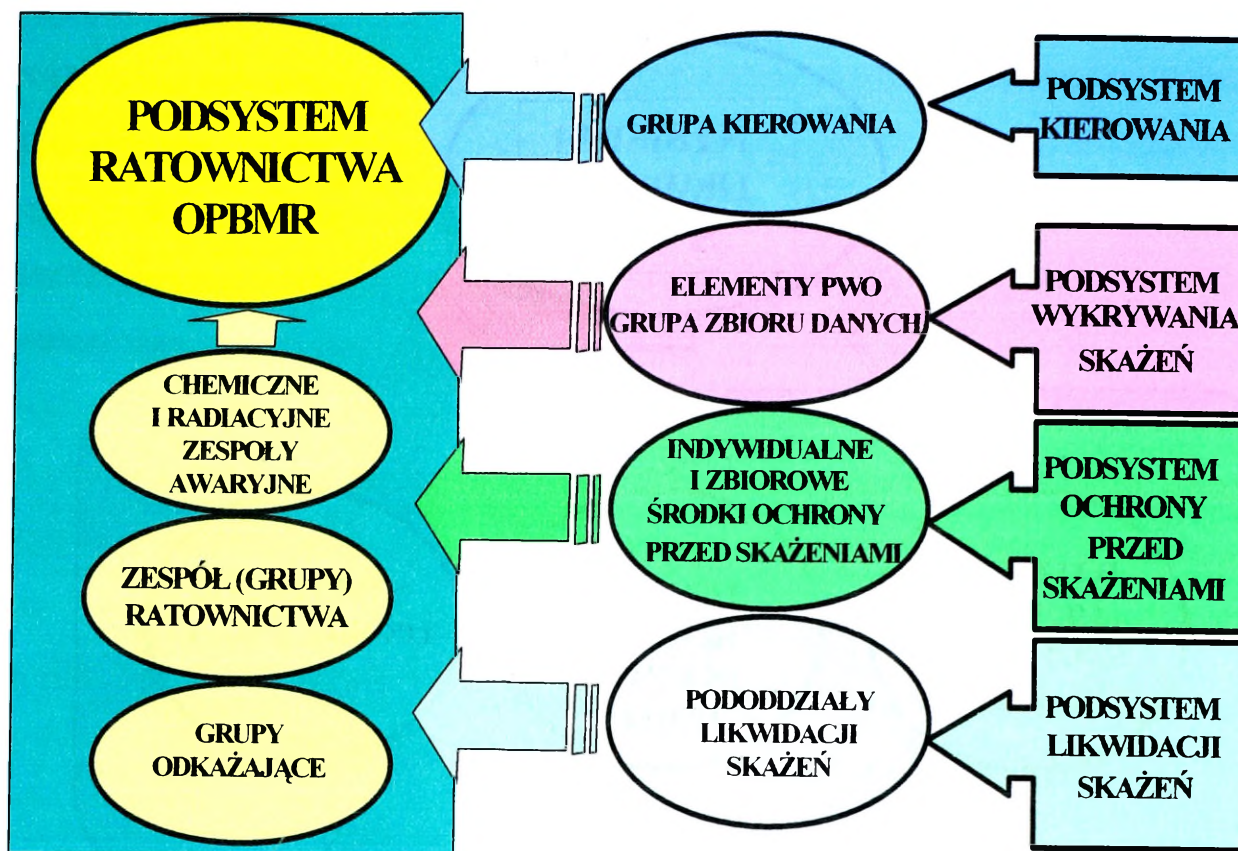 PODSYSTEM
RATOWNICTWA
OPBMR
CHEMICZNE
I RADIACYJNE
ZESPOŁY
AWARYJNE
ZESPÓŁ (GRUPY)
RATOWNICTWA
GRUPY
ODKAŻAJĄCE
GRUPA KIEROWANIA
ELEMENTY PWO
GRUPA ZBIORU DANYCH
INDYWIDUALNE
I ZBIOROWE
ŚRODKI OCHRONY
PRZED SKAŻENIAMI
PODODDZIAŁY
LIKWIDACJI
SKAŻEŃ
PODSYSTEM
KIEROWANIA
PODSYSTEM
WYKRYWANIA
SKAŻEŃ
PODSYSTEM
OCHRONY
PRZED
SKAŻENIAMI
PODSYSTEM
LIKWIDACJI
SKAŻEŃ